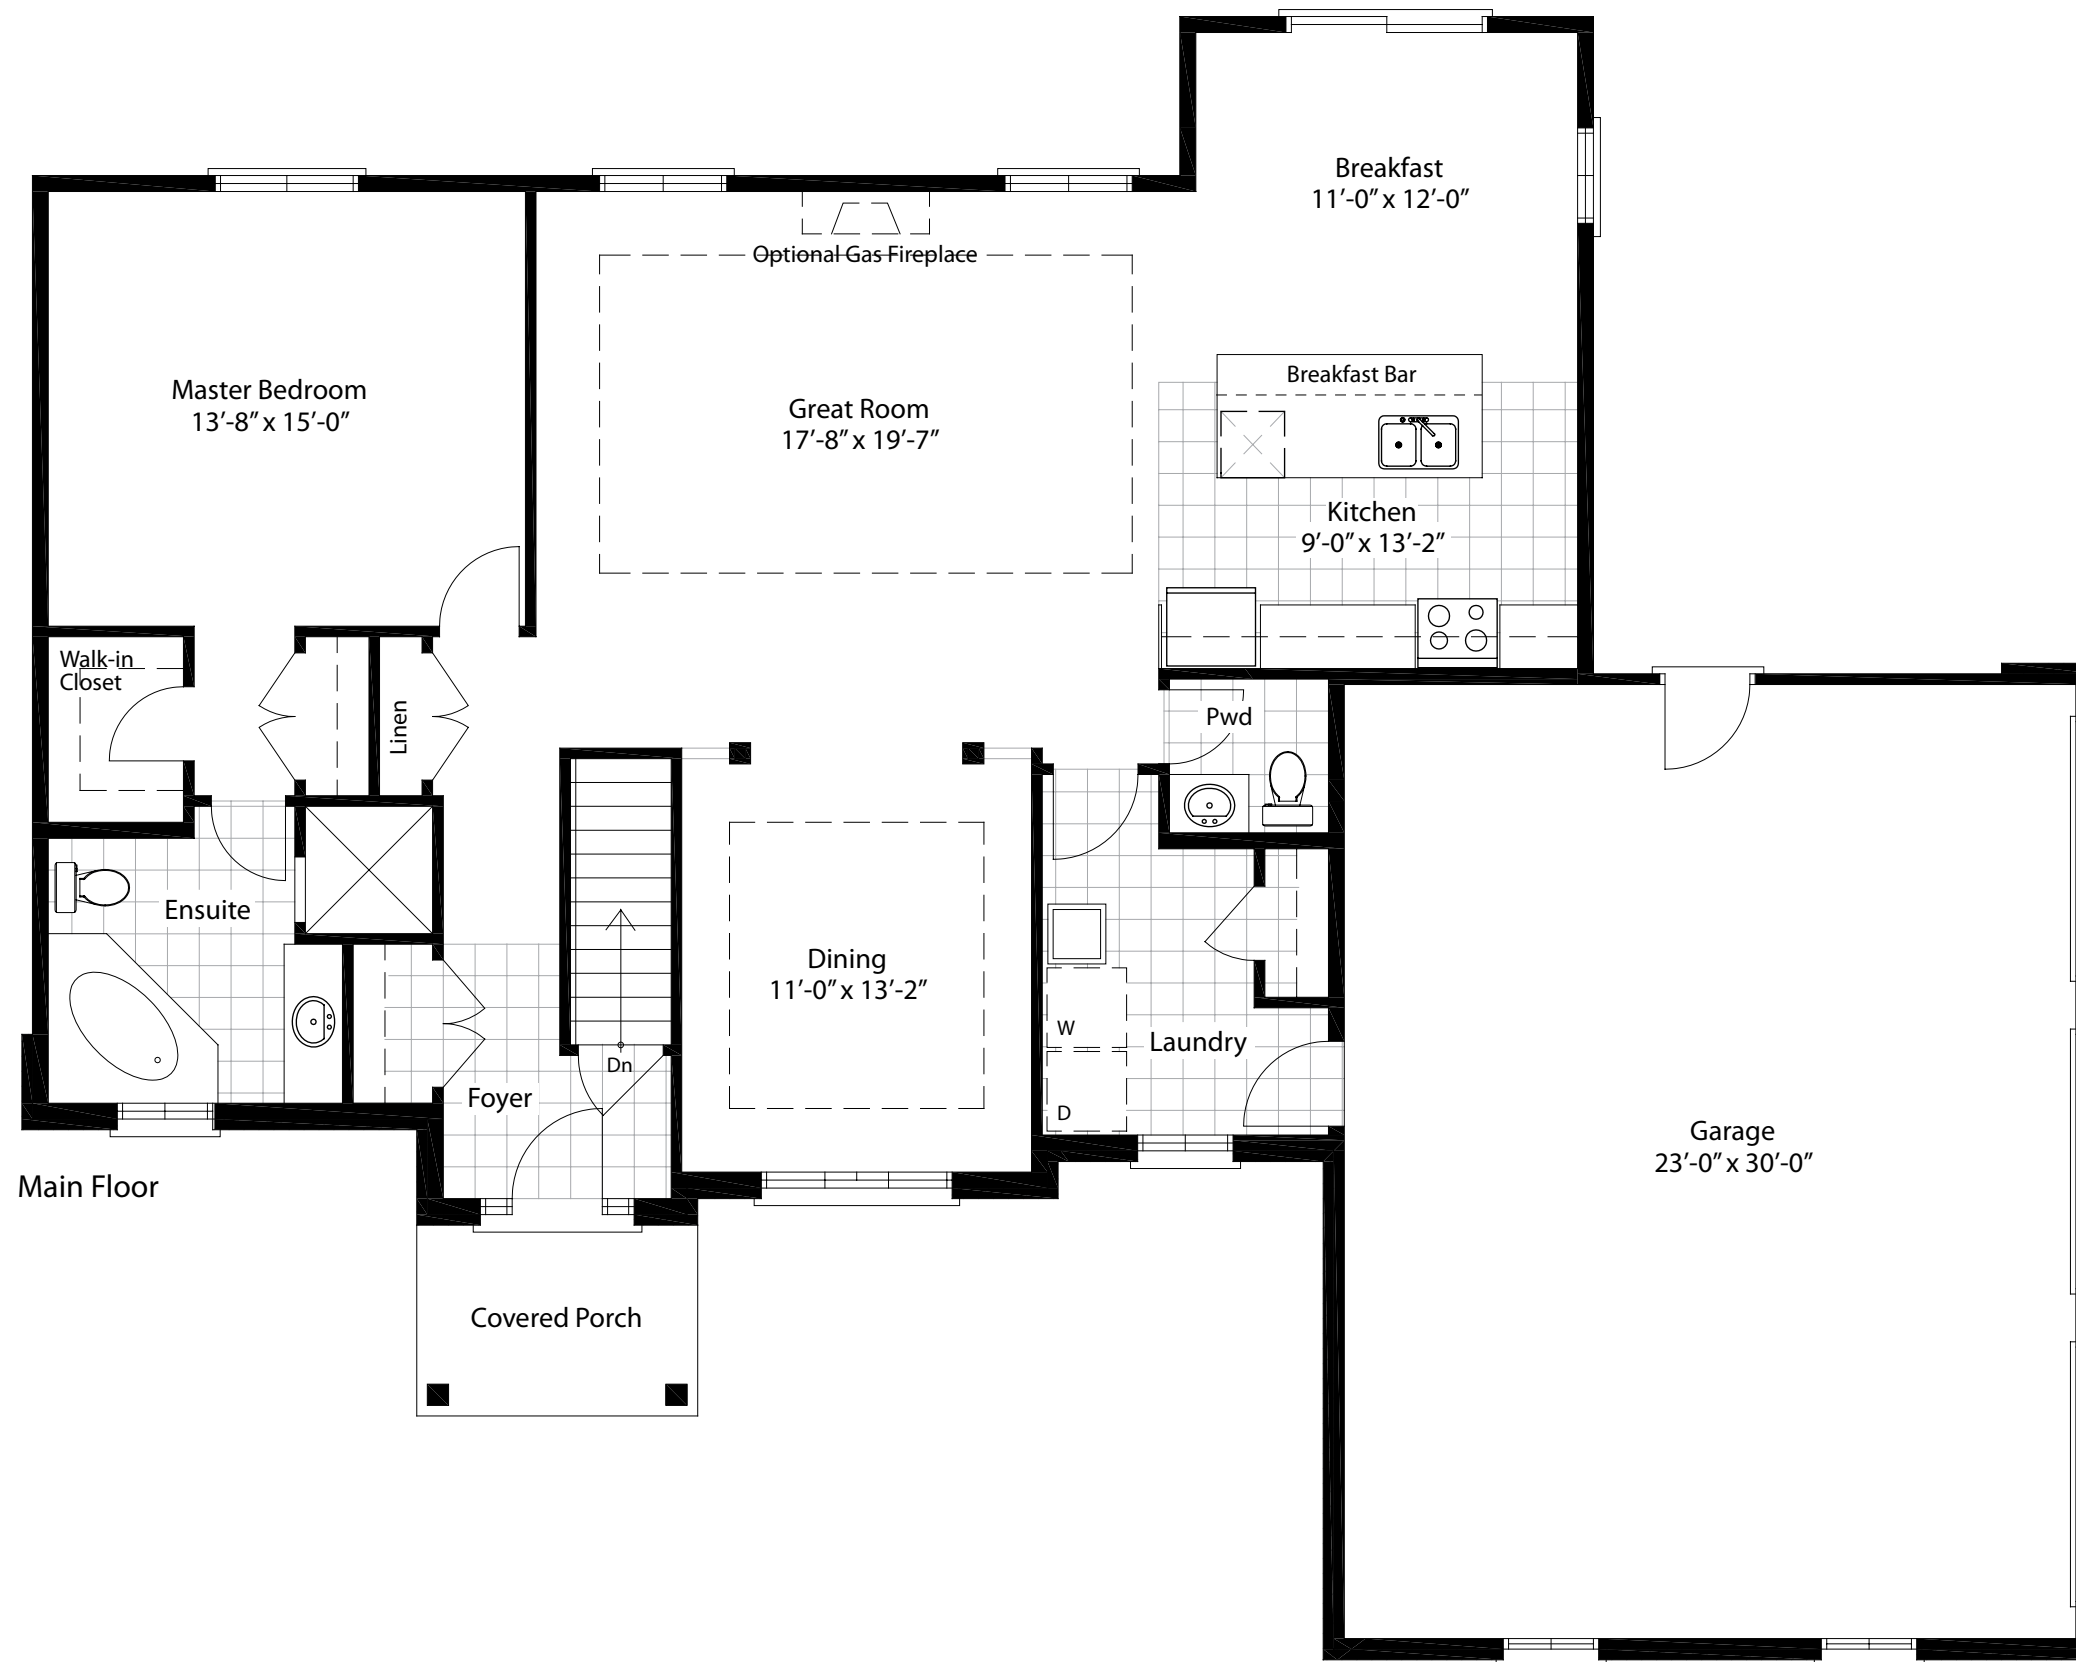 Breakfast
11’-0” x 12’-0”
Optional Gas Fireplace
Master Bedroom
13’-8” x 15’-0”
Great Room
17’-8” x 19’-7”
Breakfast Bar
Kitchen
9’-0” x 13’-2”
Walk-in
Closet
Linen
Pwd
Ensuite
Dining
11’-0” x 13’-2”
W
Laundry
D
Dn
Foyer
Garage
23’-0” x 30’-0”
Main Floor
Covered Porch